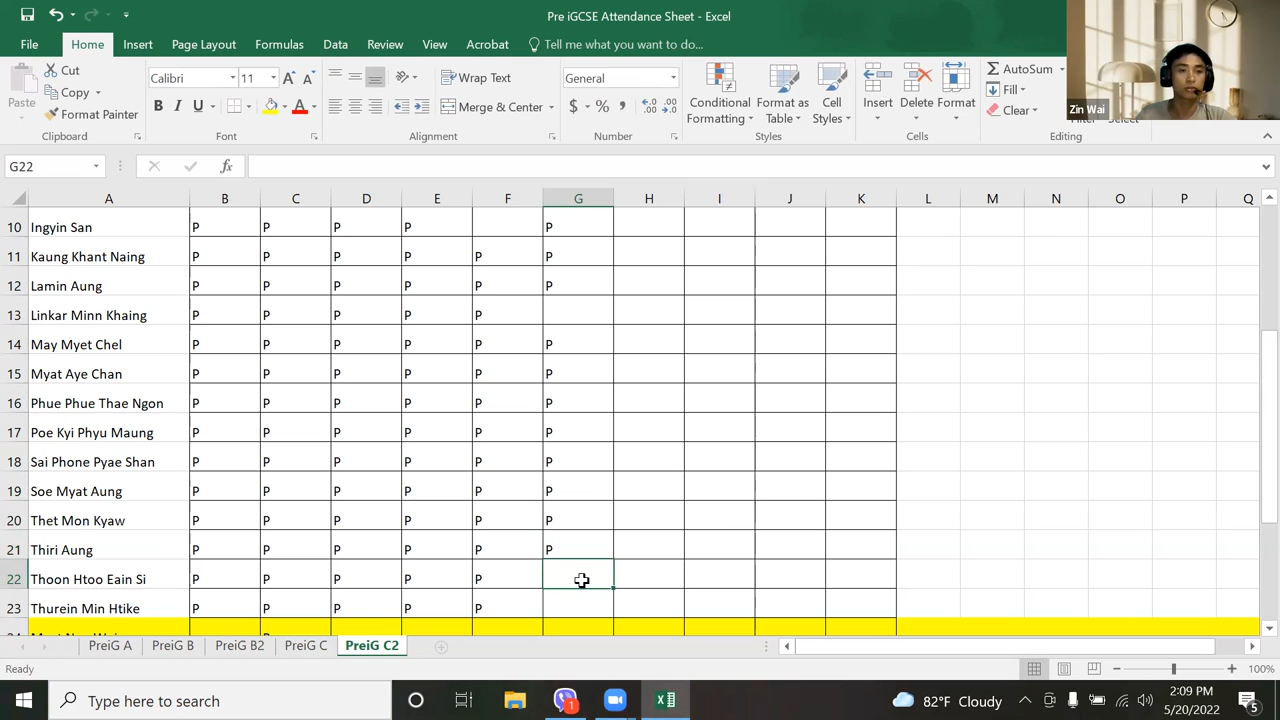 Pre iGCSE Attendance Sheet - Excel
File Home Insert Page Layout Formulas Data Review View Acrobat Tell me what you want to do...
Paste
Cut
Copy
Format Painter
Clipboard
Calibri 11
B I U
Font
Wrap Text
Merge & Center
Alignment
General
$ % ,
Number
Conditional Formatting
Format as Table
Cell Styles
Styles
Insert
Delete
Format
Cells
AutoSum
Fill
Clear
Editing
Zin Wai
G22 fx
A B C D E F G H I J K L M N O P Q
10 Ingyin San P P P P P
11 Kaung Khant Naing P P P P P P
12 Lamin Aung P P P P P P
13 Linkar Minn Khaing P P P P P
14 May Myet Chel P P P P P P
15 Myat Aye Chan P P P P P P
16 Phue Phue Thae Ngon P P P P P P
17 Poe Kyi Phyu Maung P P P P P P
18 Sai Phone Pyae Shan P P P P P P
19 Soe Myat Aung P P P P P P
20 Thet Mon Kyaw P P P P P P
21 Thiri Aung P P P P P P
22 Thoon Htoo Eain Si P P P P P
23 Thurein Min Htike P P P P P
PreiG A PreiG B PreiG B2 PreiG C PreiG C2
Ready 100%
Type here to search
1
82°F Cloudy
2:09 PM
5/20/2022
5